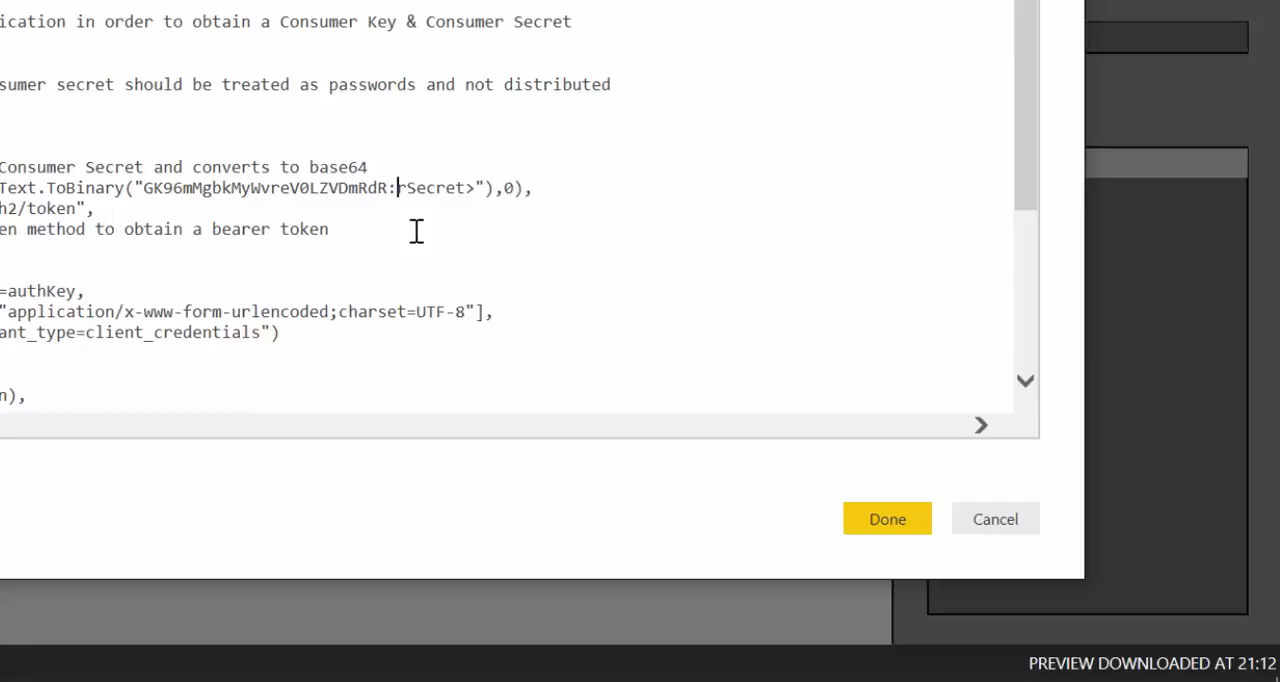 ication in order to obtain a Consumer Key & Consumer Secret
sumer secret should be treated as passwords and not distributed
Consumer Secret and converts to base64
Text.ToBinary("GK96mMgbkMyWvreV0LZVDmRdR:rSecret>"),0),
h2/token",
en method to obtain a bearer token
=authKey,
"application/x-www-form-urlencoded;charset=UTF-8"],
ant_type=client_credentials")
n),
Done
Cancel
PREVIEW DOWNLOADED AT 21:12